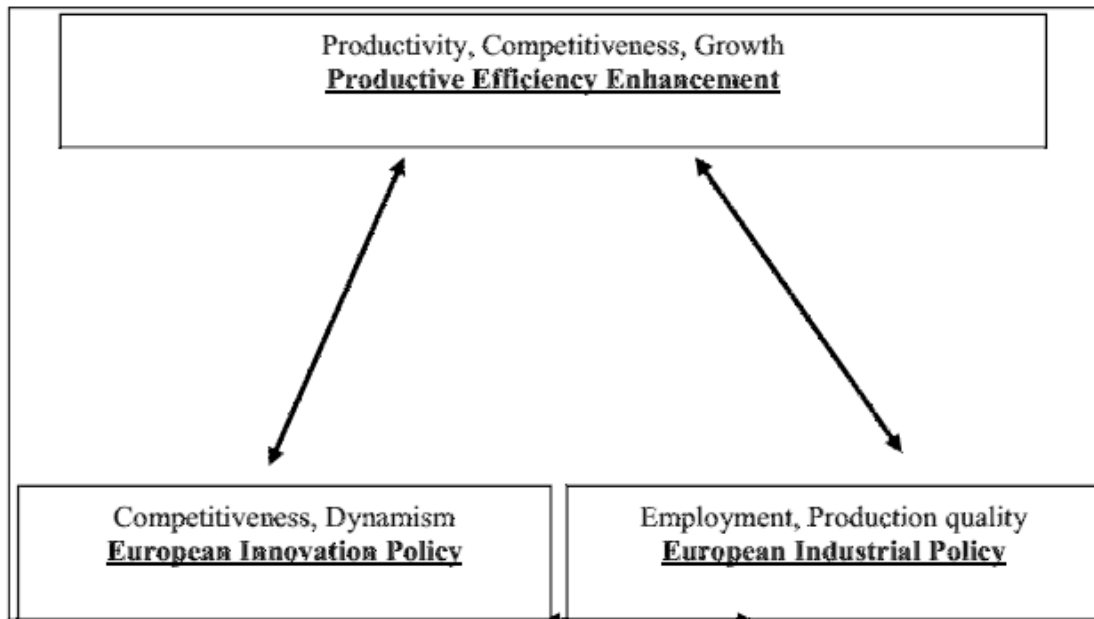 Productivity, Competitiveness, Growth
Productive Efficiency Enhancement
Competitiveness, Dynamism
European Innovation Policy
Employment, Production quality
European Industrial Policy